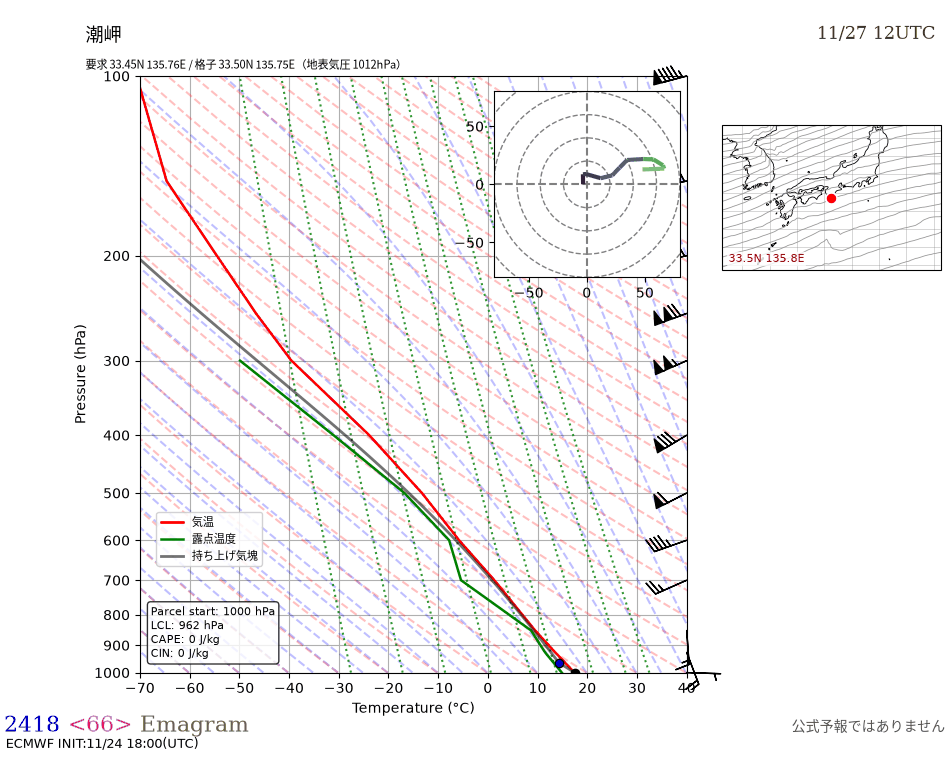 潮岬
11/27 12UTC
要求 33.45N 135.76E / 格子 33.50N 135.75E（地表気圧 1012hPa）
100
200
300
400
500
600
700
800
900
1000
Pressure (hPa)
−70 −60 −50 −40 −30 −20 −10 0 10 20 30 40
Temperature (°C)
50
0
−50
−50 0 50
33.5N 135.8E
気温
露点温度
持ち上げ気塊
Parcel start: 1000 hPa
LCL: 962 hPa
CAPE: 0 J/kg
CIN: 0 J/kg
2418 <66> Emagram
公式予報ではありません
ECMWF INIT:11/24 18:00(UTC)